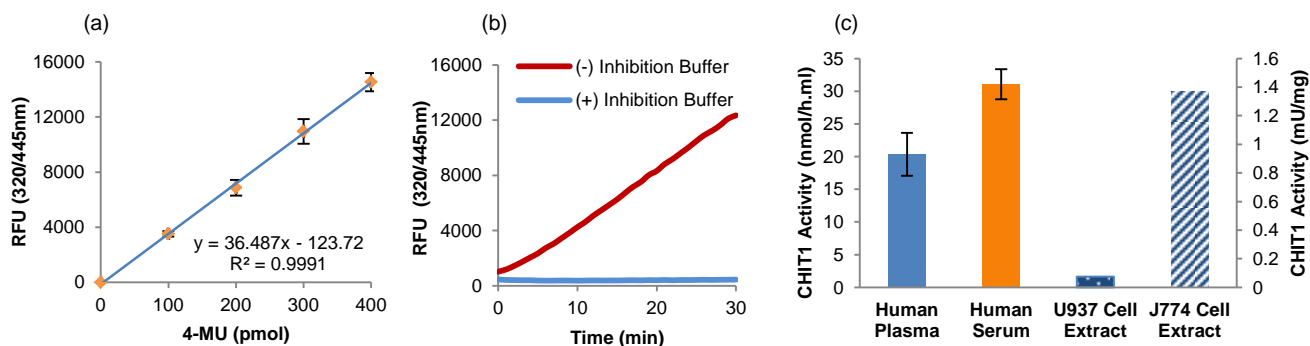 (a)
RFU (320/445nm)
16000
12000
8000
4000
0
0 100 200 300 400
y = 36.487x - 123.72
R² = 0.9991
4-MU (pmol)
(b)
RFU (320/445nm)
16000
12000
8000
4000
0
0 10 20 30
(-) Inhibition Buffer
(+) Inhibition Buffer
Time (min)
(c)
CHIT1 Activity (nmol/h.ml)
35
30
25
20
15
10
5
0
Human Plasma
Human Serum
U937 Cell Extract
J774 Cell Extract
1.6
1.4
1.2
1
0.8
0.6
0.4
0.2
0
CHIT1 Activity (mU/mg)